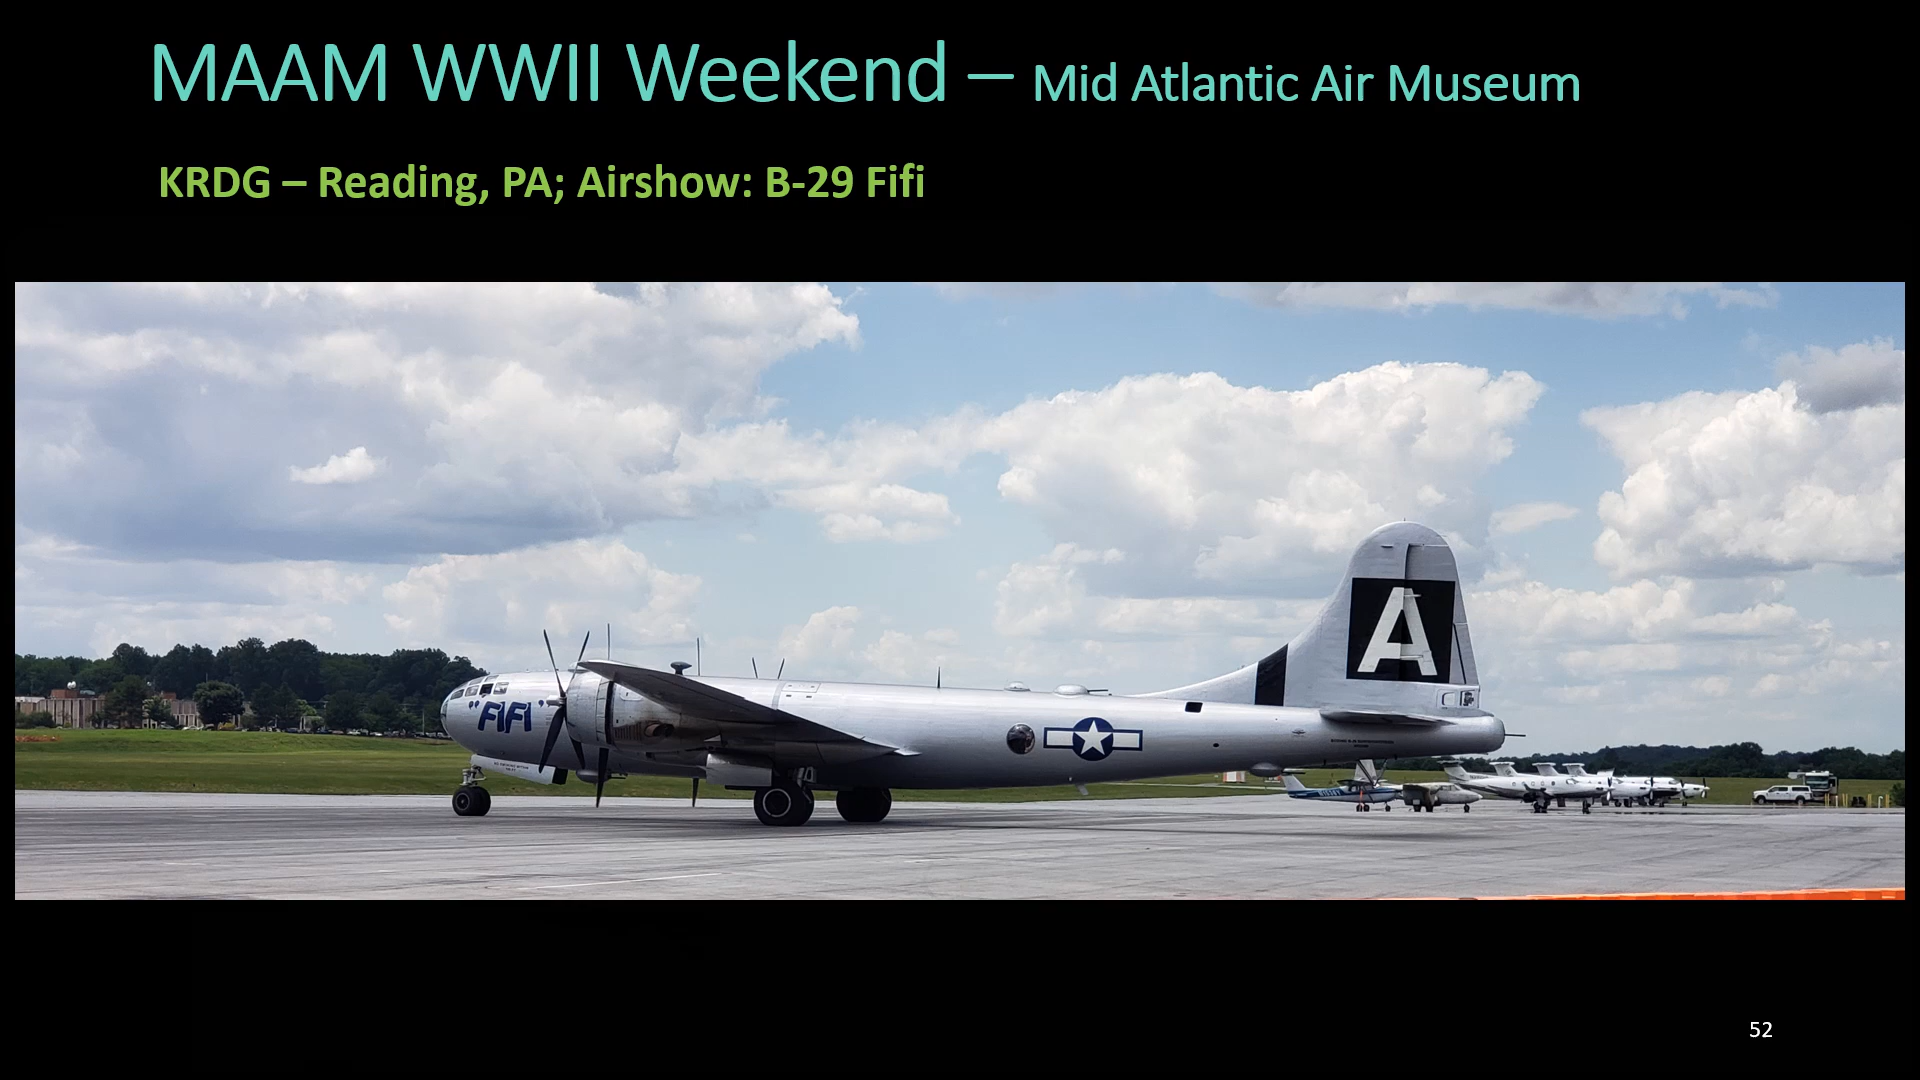 MAAM WWII Weekend – Mid Atlantic Air Museum
KRDG – Reading, PA; Airshow: B-29 Fifi
"FIFI"
A
52